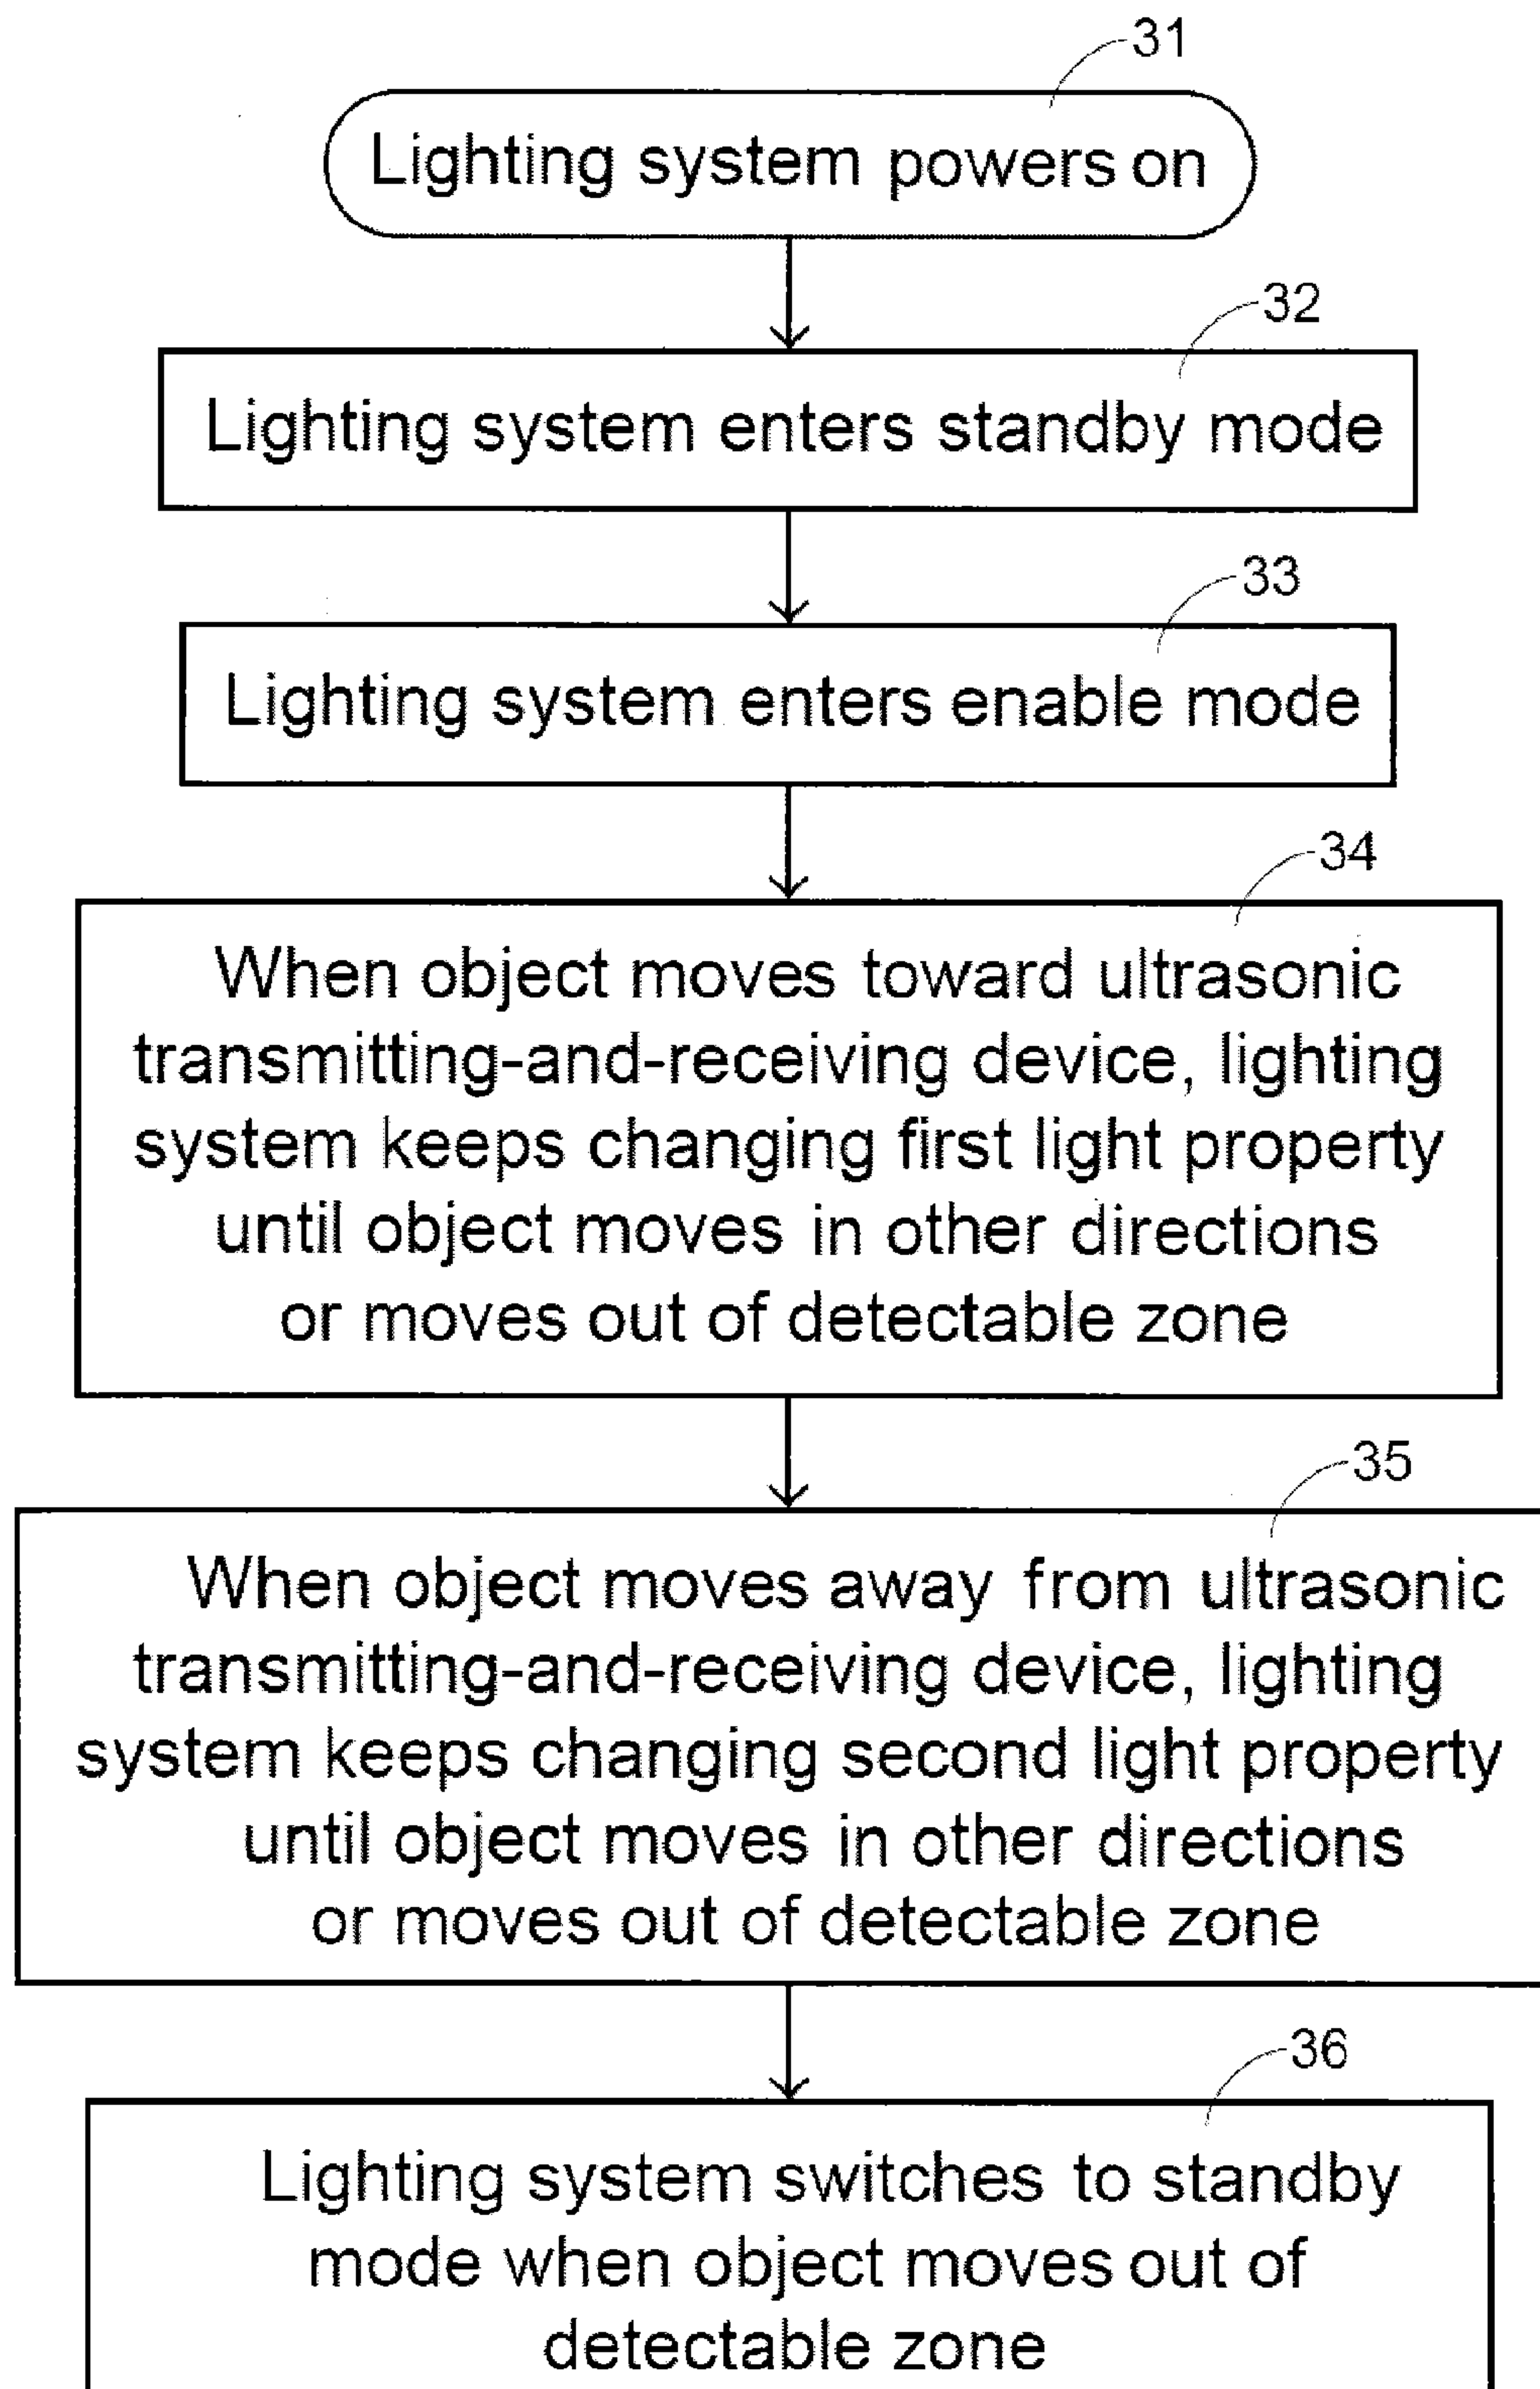 31
Lighting system powers on
32
Lighting system enters standby mode
33
Lighting system enters enable mode
34
When object moves toward ultrasonic
transmitting-and-receiving device, lighting
system keeps changing first light property
until object moves in other directions
or moves out of detectable zone
35
When object moves away from ultrasonic
transmitting-and-receiving device, lighting
system keeps changing second light property
until object moves in other directions
or moves out of detectable zone
36
Lighting system switches to standby
mode when object moves out of
detectable zone